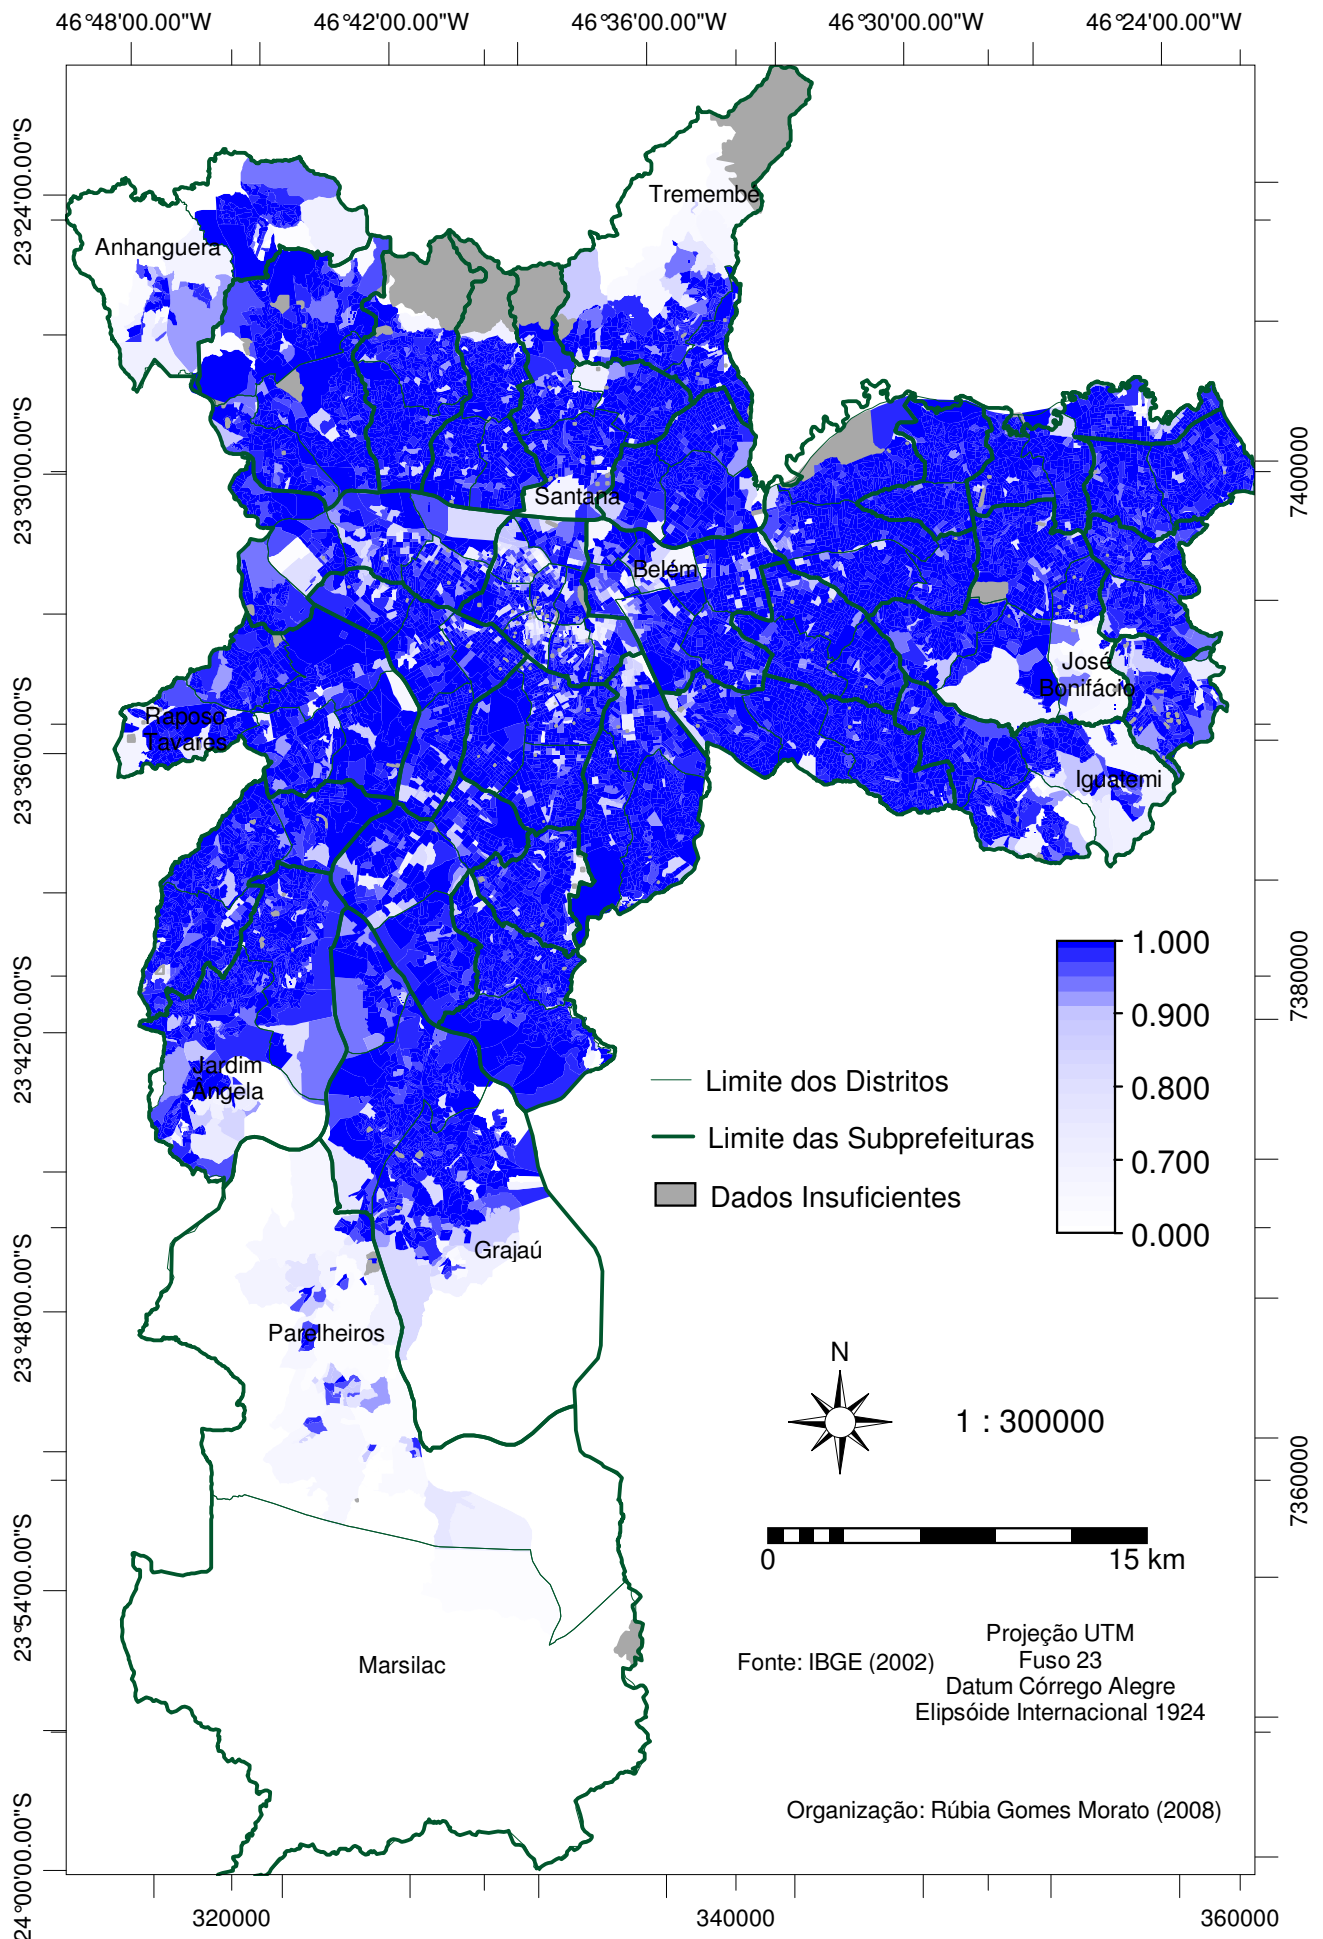 46°48'00.00"W
46°42'00.00"W
46°36'00.00"W
46°30'00.00"W
46°24'00.00"W
23°24'00.00"S
23°30'00.00"S
23°36'00.00"S
23°42'00.00"S
23°48'00.00"S
23°54'00.00"S
24°00'00.00"S
Tremembé
Anhanguera
Santana
Belém
José
Bonifácio
Raposo
Tavares
Iguatemi
Jardim
Ângela
Grajaú
Parelheiros
Marsilac
7400000
7380000
7360000
1.000
0.900
0.800
0.700
0.000
Limite dos Distritos
Limite das Subprefeituras
Dados Insuficientes
N
1 : 300000
0
15 km
Projeção UTM
Fonte: IBGE (2002)
Fuso 23
Datum Córrego Alegre
Elipsóide Internacional 1924
Organização: Rúbia Gomes Morato (2008)
320000
340000
360000